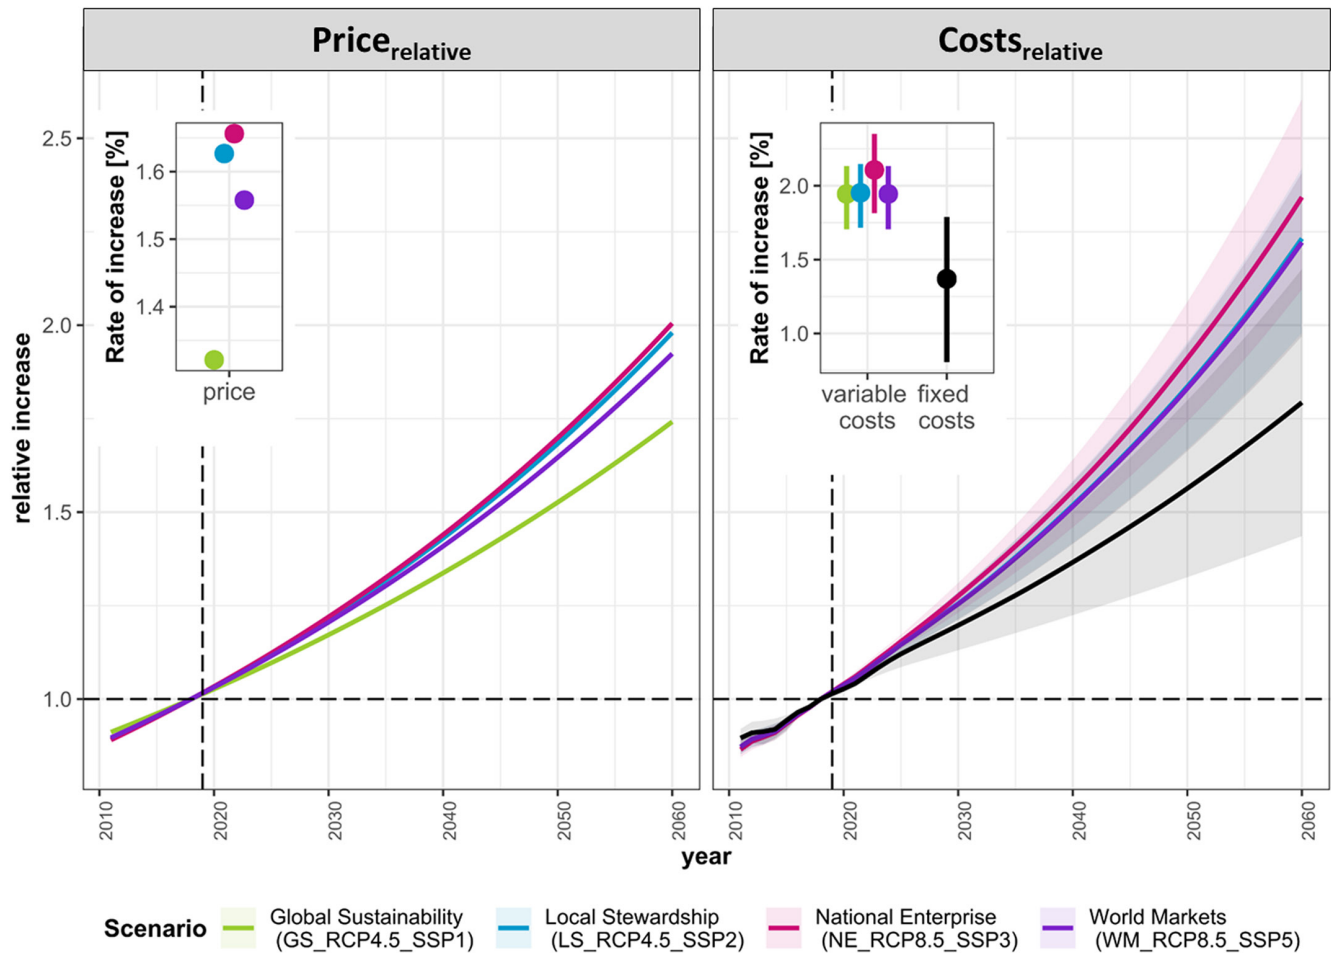 Price relative
Costs relative
relative increase
2.5
2.0
1.5
1.0
Rate of increase [%]
1.6
1.5
1.4
price
Rate of increase [%]
2.0
1.5
1.0
variable costs
fixed costs
2010
2020
2030
2040
2050
2060
2010
2020
2030
2040
2050
2060
year
Scenario
Global Sustainability
(GS_RCP4.5_SSP1)
Local Stewardship
(LS_RCP4.5_SSP2)
National Enterprise
(NE_RCP8.5_SSP3)
World Markets
(WM_RCP8.5_SSP5)